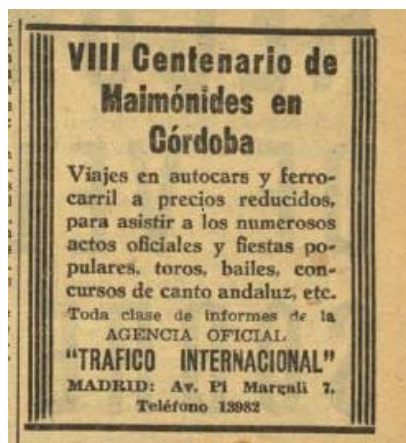 VIII Centenario de
Maimónides en
Córdoba
Viajes en autocars y ferro-
carril a precios reducidos,
para asistir a los numerosos
actos oficiales y fiestas po-
pulares, toros, bailes, con-
cursos de canto andaluz, etc.
Toda clase de informes de la
AGENCIA OFICIAL
"TRAFICO INTERNACIONAL"
MADRID: Av. Pi Margall 7.
Teléfono 13982